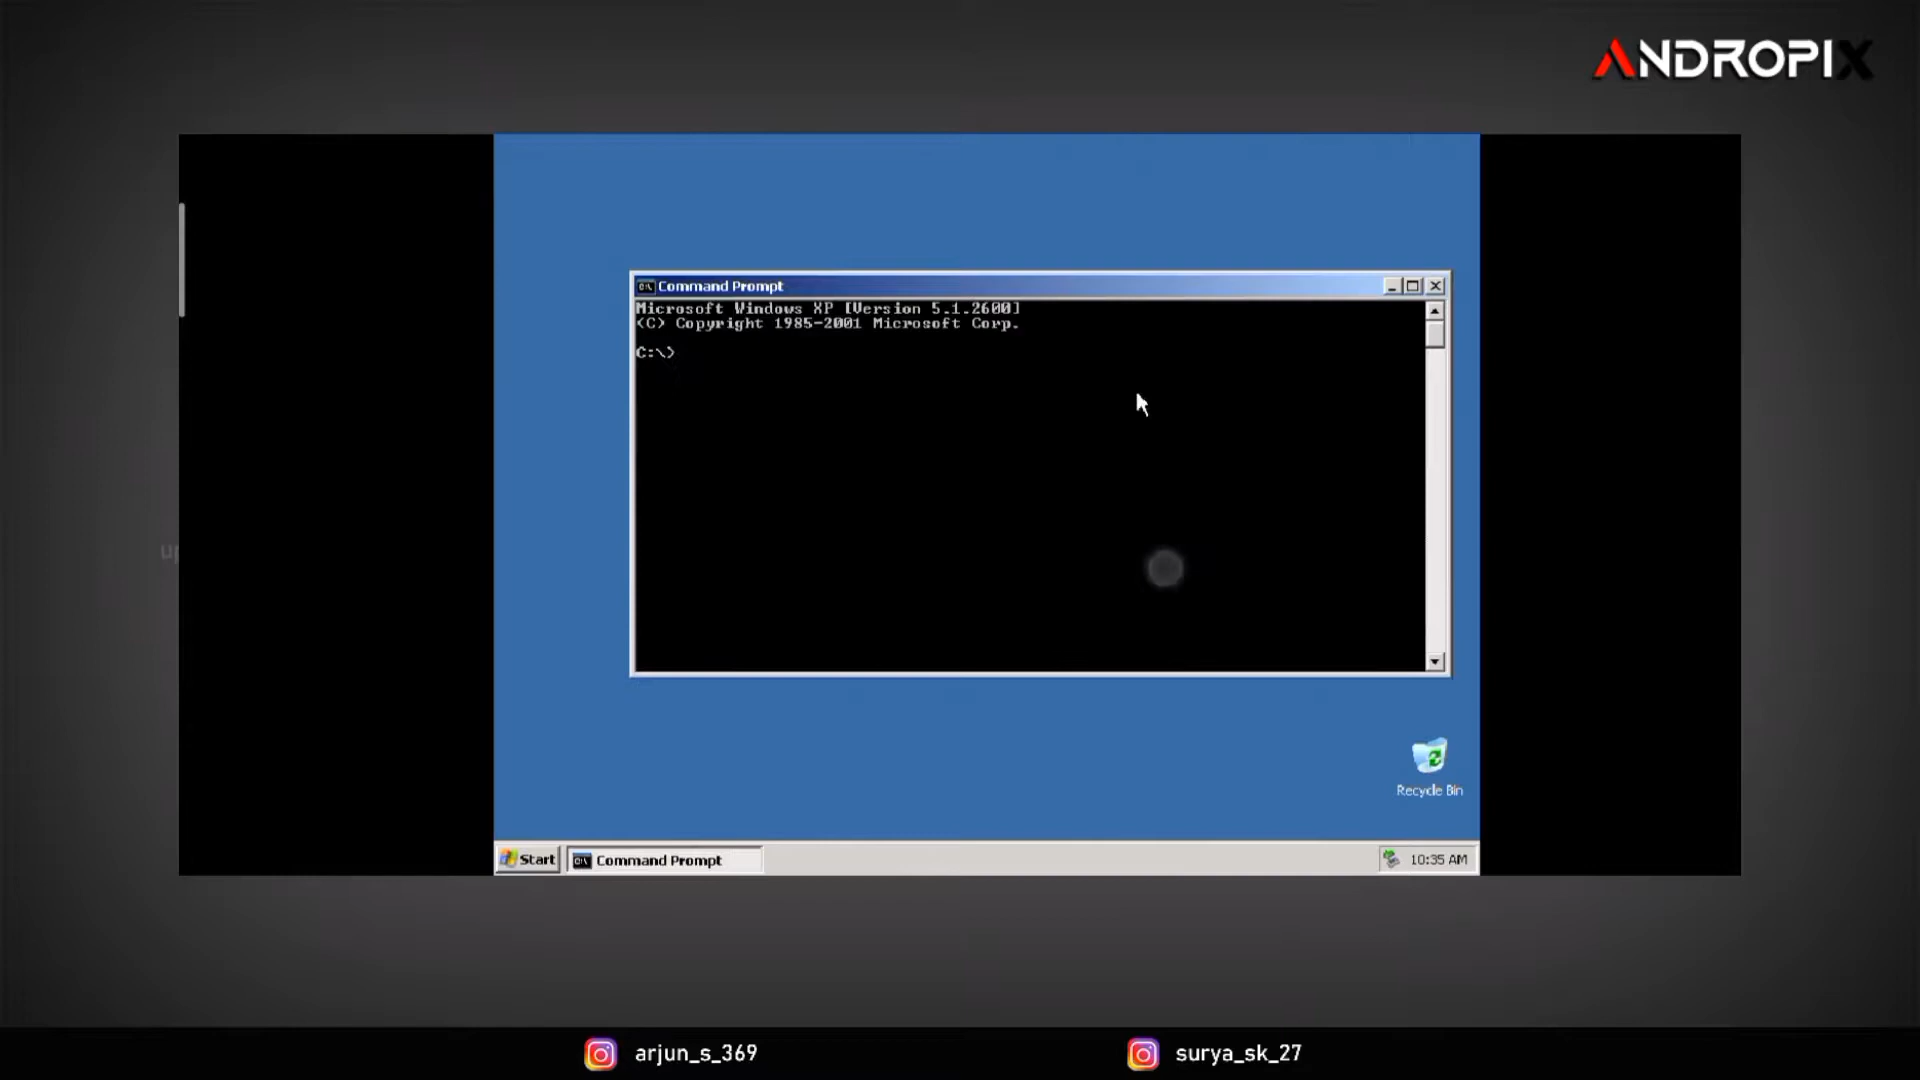 ANDROPIX
Command Prompt
Microsoft Windows XP [Version 5.1.2600]
(C) Copyright 1985-2001 Microsoft Corp.
C:\>
up
Recycle Bin
Start
Command Prompt
10:35 AM
arjun_s_369
surya_sk_27